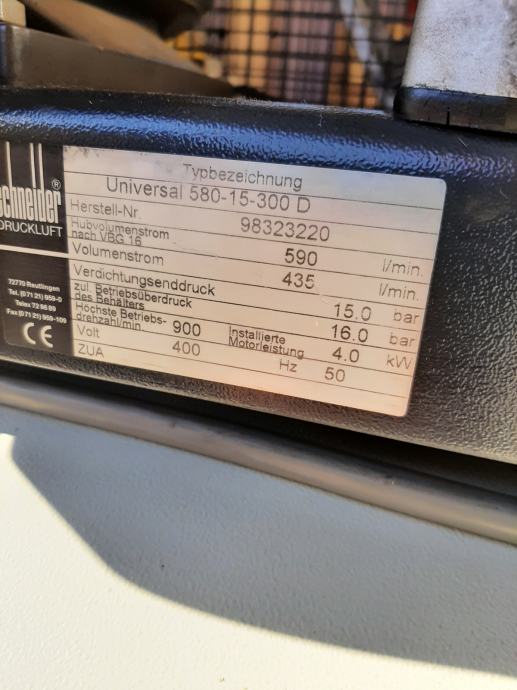 Schneider®
DRUCKLUFT
72770 Reutlingen
Tel. (0 71 21) 959-0
Telex 72 98 89
Fax (0 71 21) 959-109
CE
Typbezeichnung
Universal 580-15-300 D
Herstell-Nr. 98323220
Hubvolumenstrom
nach VBG 16 590 l/min.
Volumenstrom 435 l/min.
Verdichtungsenddruck 15.0 bar
zul. Betriebsüberdruck
des Behälters 16.0 bar
Höchste Betriebs-
drehzahl/min. 900 Installierte
Motorleistung 4.0 kW
Volt 400 Hz 50
ZUA